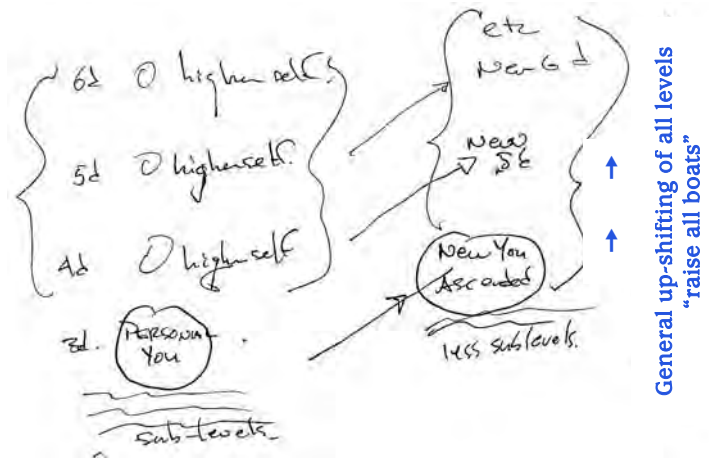 6d O higher self.
5d O higher self.
4d O higher self
3d. PERSONAL
YOU
sub-levels.
etc
New 6 d
New
5d
New You
Ascended
less sublevels.
General up-shifting of all levels
“raise all boats”